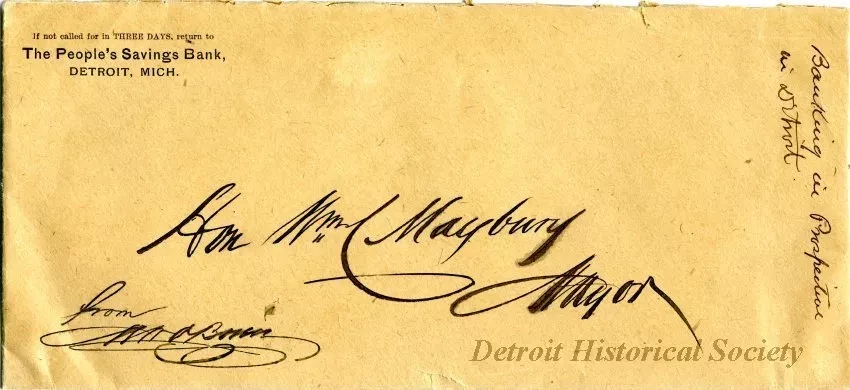 If not called for in THREE DAYS, return to
The People's Savings Bank,
DETROIT, MICH.
Banking in Prospective
in Detroit
Hon Wm C Maybury
Mayor
from
Detroit Historical Society